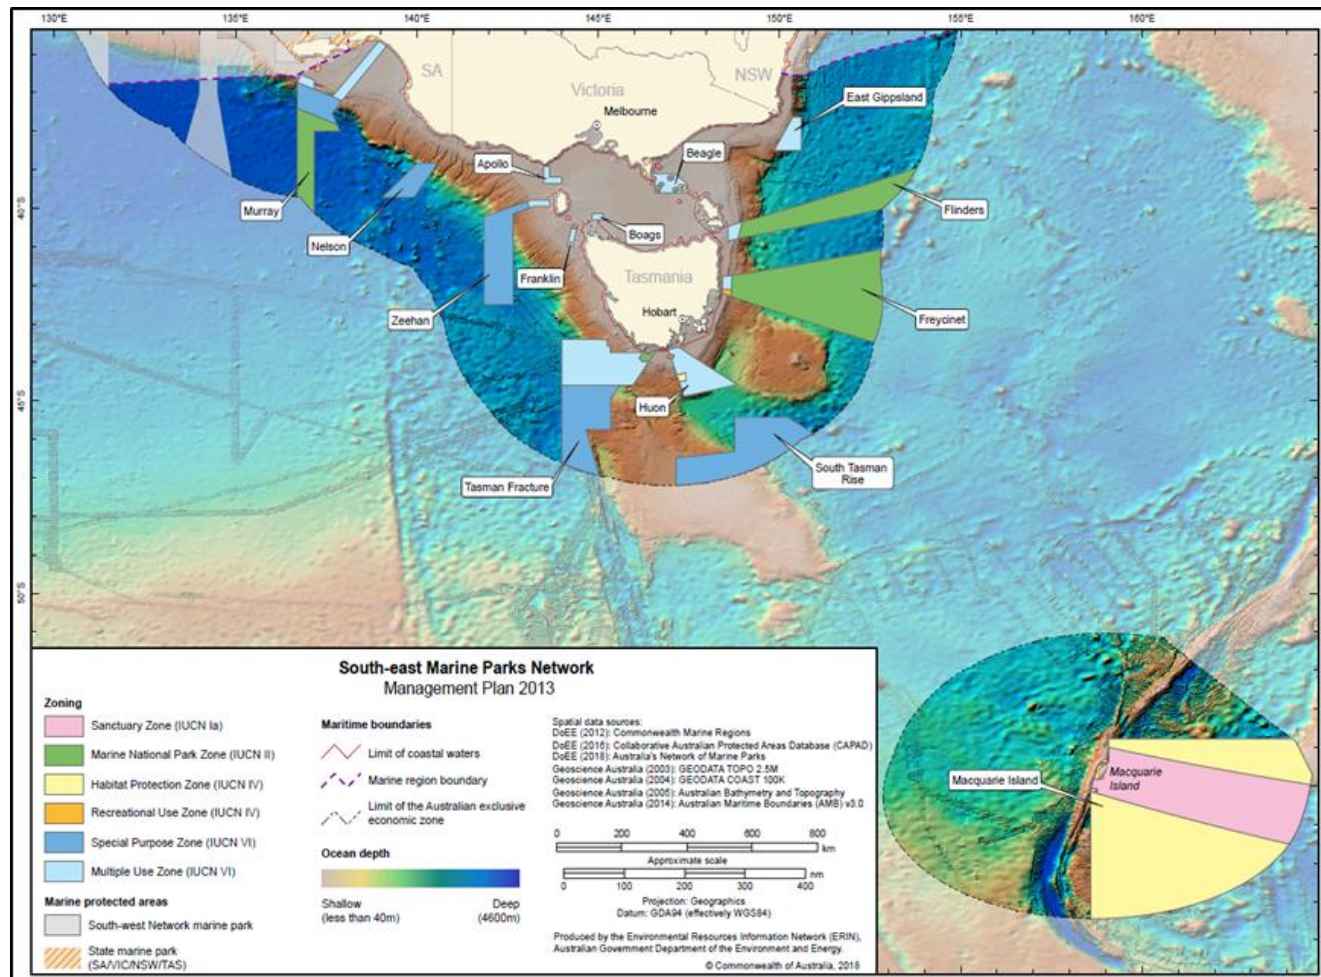 130°E 135°E 140°E 145°E 150°E 155°E 160°E
40°S
45°S
50°S
SA
Victoria
NSW
Melbourne
East Gippsland
Apollo
Beagle
Murray
Flinders
Nelson
Boags
Franklin
Tasmania
Zeehan
Hobart
Freycinet
Huon
Tasman Fracture
South Tasman
Rise
Macquarie Island
Macquarie
Island
South-east Marine Parks Network
Management Plan 2013
Zoning
Sanctuary Zone (IUCN Ia)
Marine National Park Zone (IUCN II)
Habitat Protection Zone (IUCN IV)
Recreational Use Zone (IUCN IV)
Special Purpose Zone (IUCN VI)
Multiple Use Zone (IUCN VI)
Marine protected areas
South-west Network marine park
State marine park
(SA/VIC/NSW/TAS)
Maritime boundaries
Limit of coastal waters
Marine region boundary
Limit of the Australian exclusive
economic zone
Ocean depth
Shallow
(less than 40m)
Deep
(4600m)
Spatial data sources:
DoEE (2012): Commonwealth Marine Regions
DoEE (2016): Collaborative Australian Protected Areas Database (CAPAD)
DoEE (2018): Australia's Network of Marine Parks
Geoscience Australia (2003): GEODATA TOPO 2.5M
Geoscience Australia (2004): GEODATA COAST 100K
Geoscience Australia (2005): Australian Bathymetry and Topography
Geoscience Australia (2014): Australian Maritime Boundaries (AMB) v3.0
0 200 400 600 800
km
Approximate scale
nm
0 100 200 300 400
Projection: Geographics
Datum: GDA94 (effectively WGS84)
Produced by the Environmental Resources Information Network (ERIN),
Australian Government Department of the Environment and Energy.
© Commonwealth of Australia, 2018